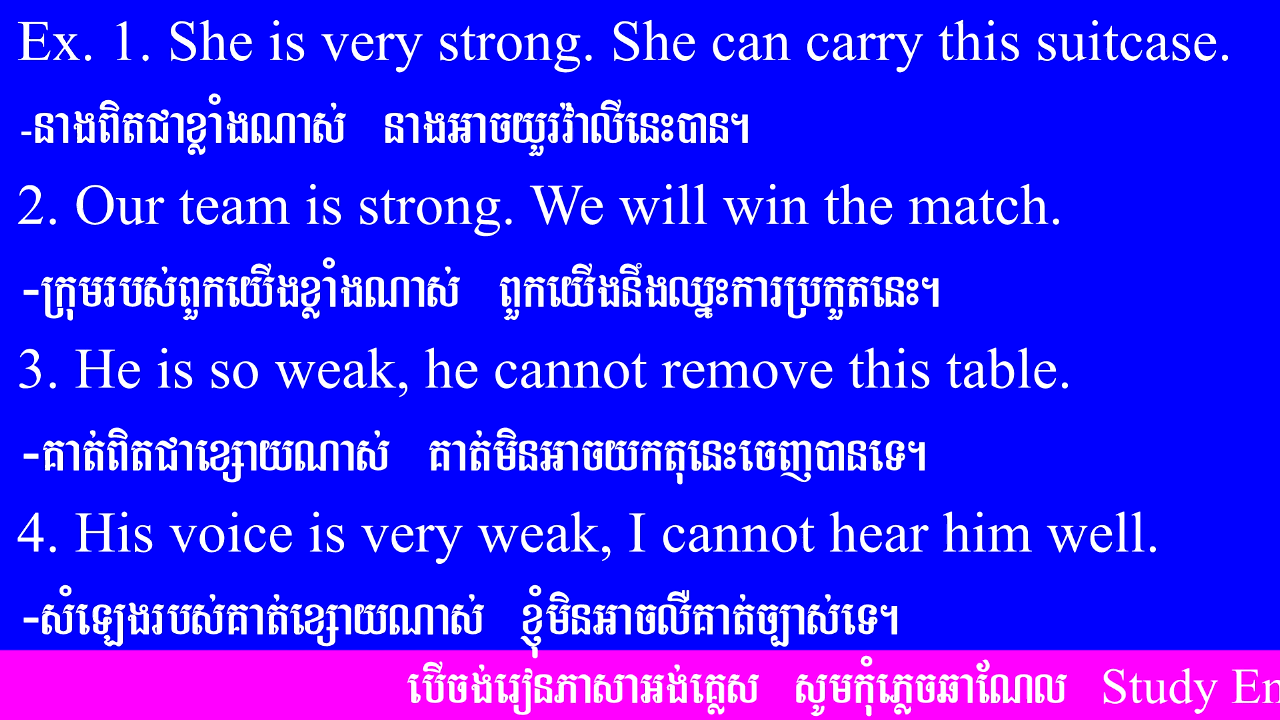 Ex. 1. She is very strong. She can carry this suitcase.
-នាងពិតជាខ្លាំងណាស់ នាងអាចយួរវ៉ាលីនេះបាន។
2. Our team is strong. We will win the match.
-ក្រុមរបស់ពួកយើងខ្លាំងណាស់ ពួកយើងនឹងឈ្នះការប្រកួតនេះ។
3. He is so weak, he cannot remove this table.
-គាត់ពិតជាខ្សោយណាស់ គាត់មិនអាចយកតុនេះចេញបានទេ។
4. His voice is very weak, I cannot hear him well.
-សំឡេងរបស់គាត់ខ្សោយណាស់ ខ្ញុំមិនអាចលឺគាត់ច្បាស់ទេ។
បើចង់រៀនភាសាអង់គ្លេស សូមកុំភ្លេចឆាណែល Study En